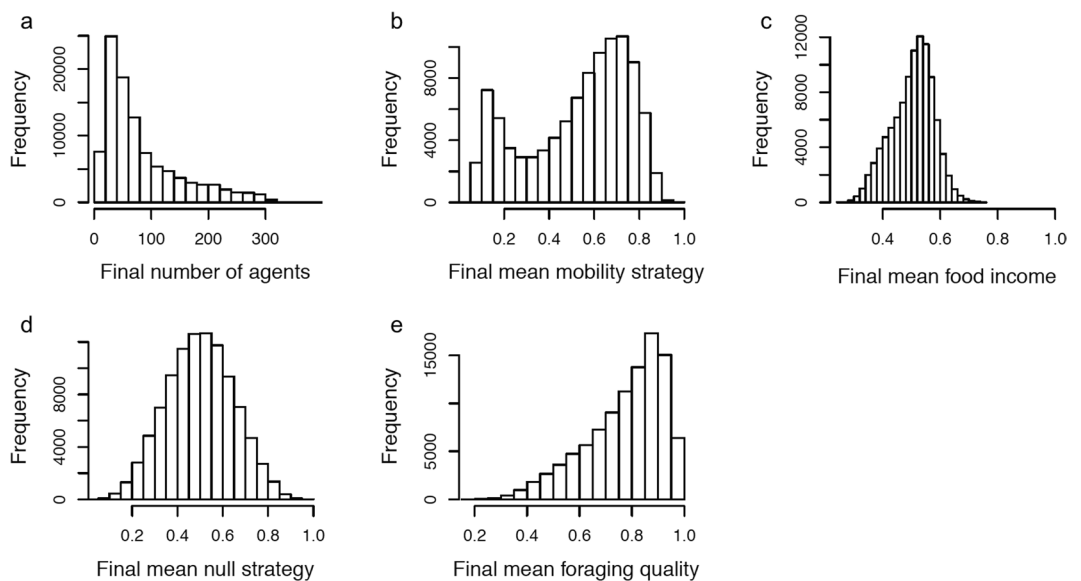 a
Frequency
0 10000 20000
0 100 200 300
Final number of agents
b
Frequency
0 4000 8000
0.2 0.4 0.6 0.8 1.0
Final mean mobility strategy
c
Frequency
0 4000 8000 12000
0.4 0.6 0.8 1.0
Final mean food income
d
Frequency
0 4000 8000
0.2 0.4 0.6 0.8 1.0
Final mean null strategy
e
Frequency
0 5000 15000
0.2 0.4 0.6 0.8 1.0
Final mean foraging quality